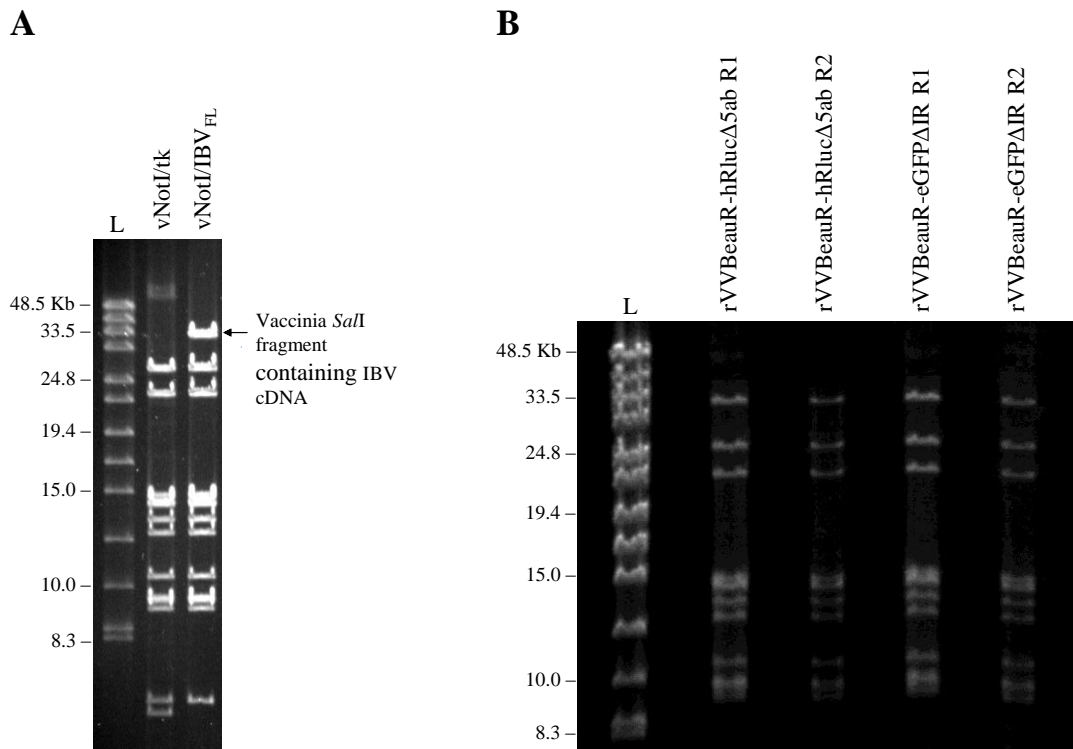 A
B
L
vNotI/tk
vNotI/IBVFL
48.5 Kb
33.5
24.8
19.4
15.0
10.0
8.3
Vaccinia SalI
fragment
containing IBV
cDNA
L
rVVBeauR-hRlucΔ5ab R1
rVVBeauR-hRlucΔ5ab R2
rVVBeauR-eGFPΔIR R1
rVVBeauR-eGFPΔIR R2
48.5 Kb
33.5
24.8
19.4
15.0
10.0
8.3